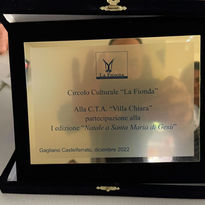 La Fionda
Circolo Culturale "La Fionda"
Alla C.T.A. "Villa Chiara"
partecipazione alla
I edizione "Natale a Santa Maria di Gesù"
Gagliano Castelferrato, dicembre 2022